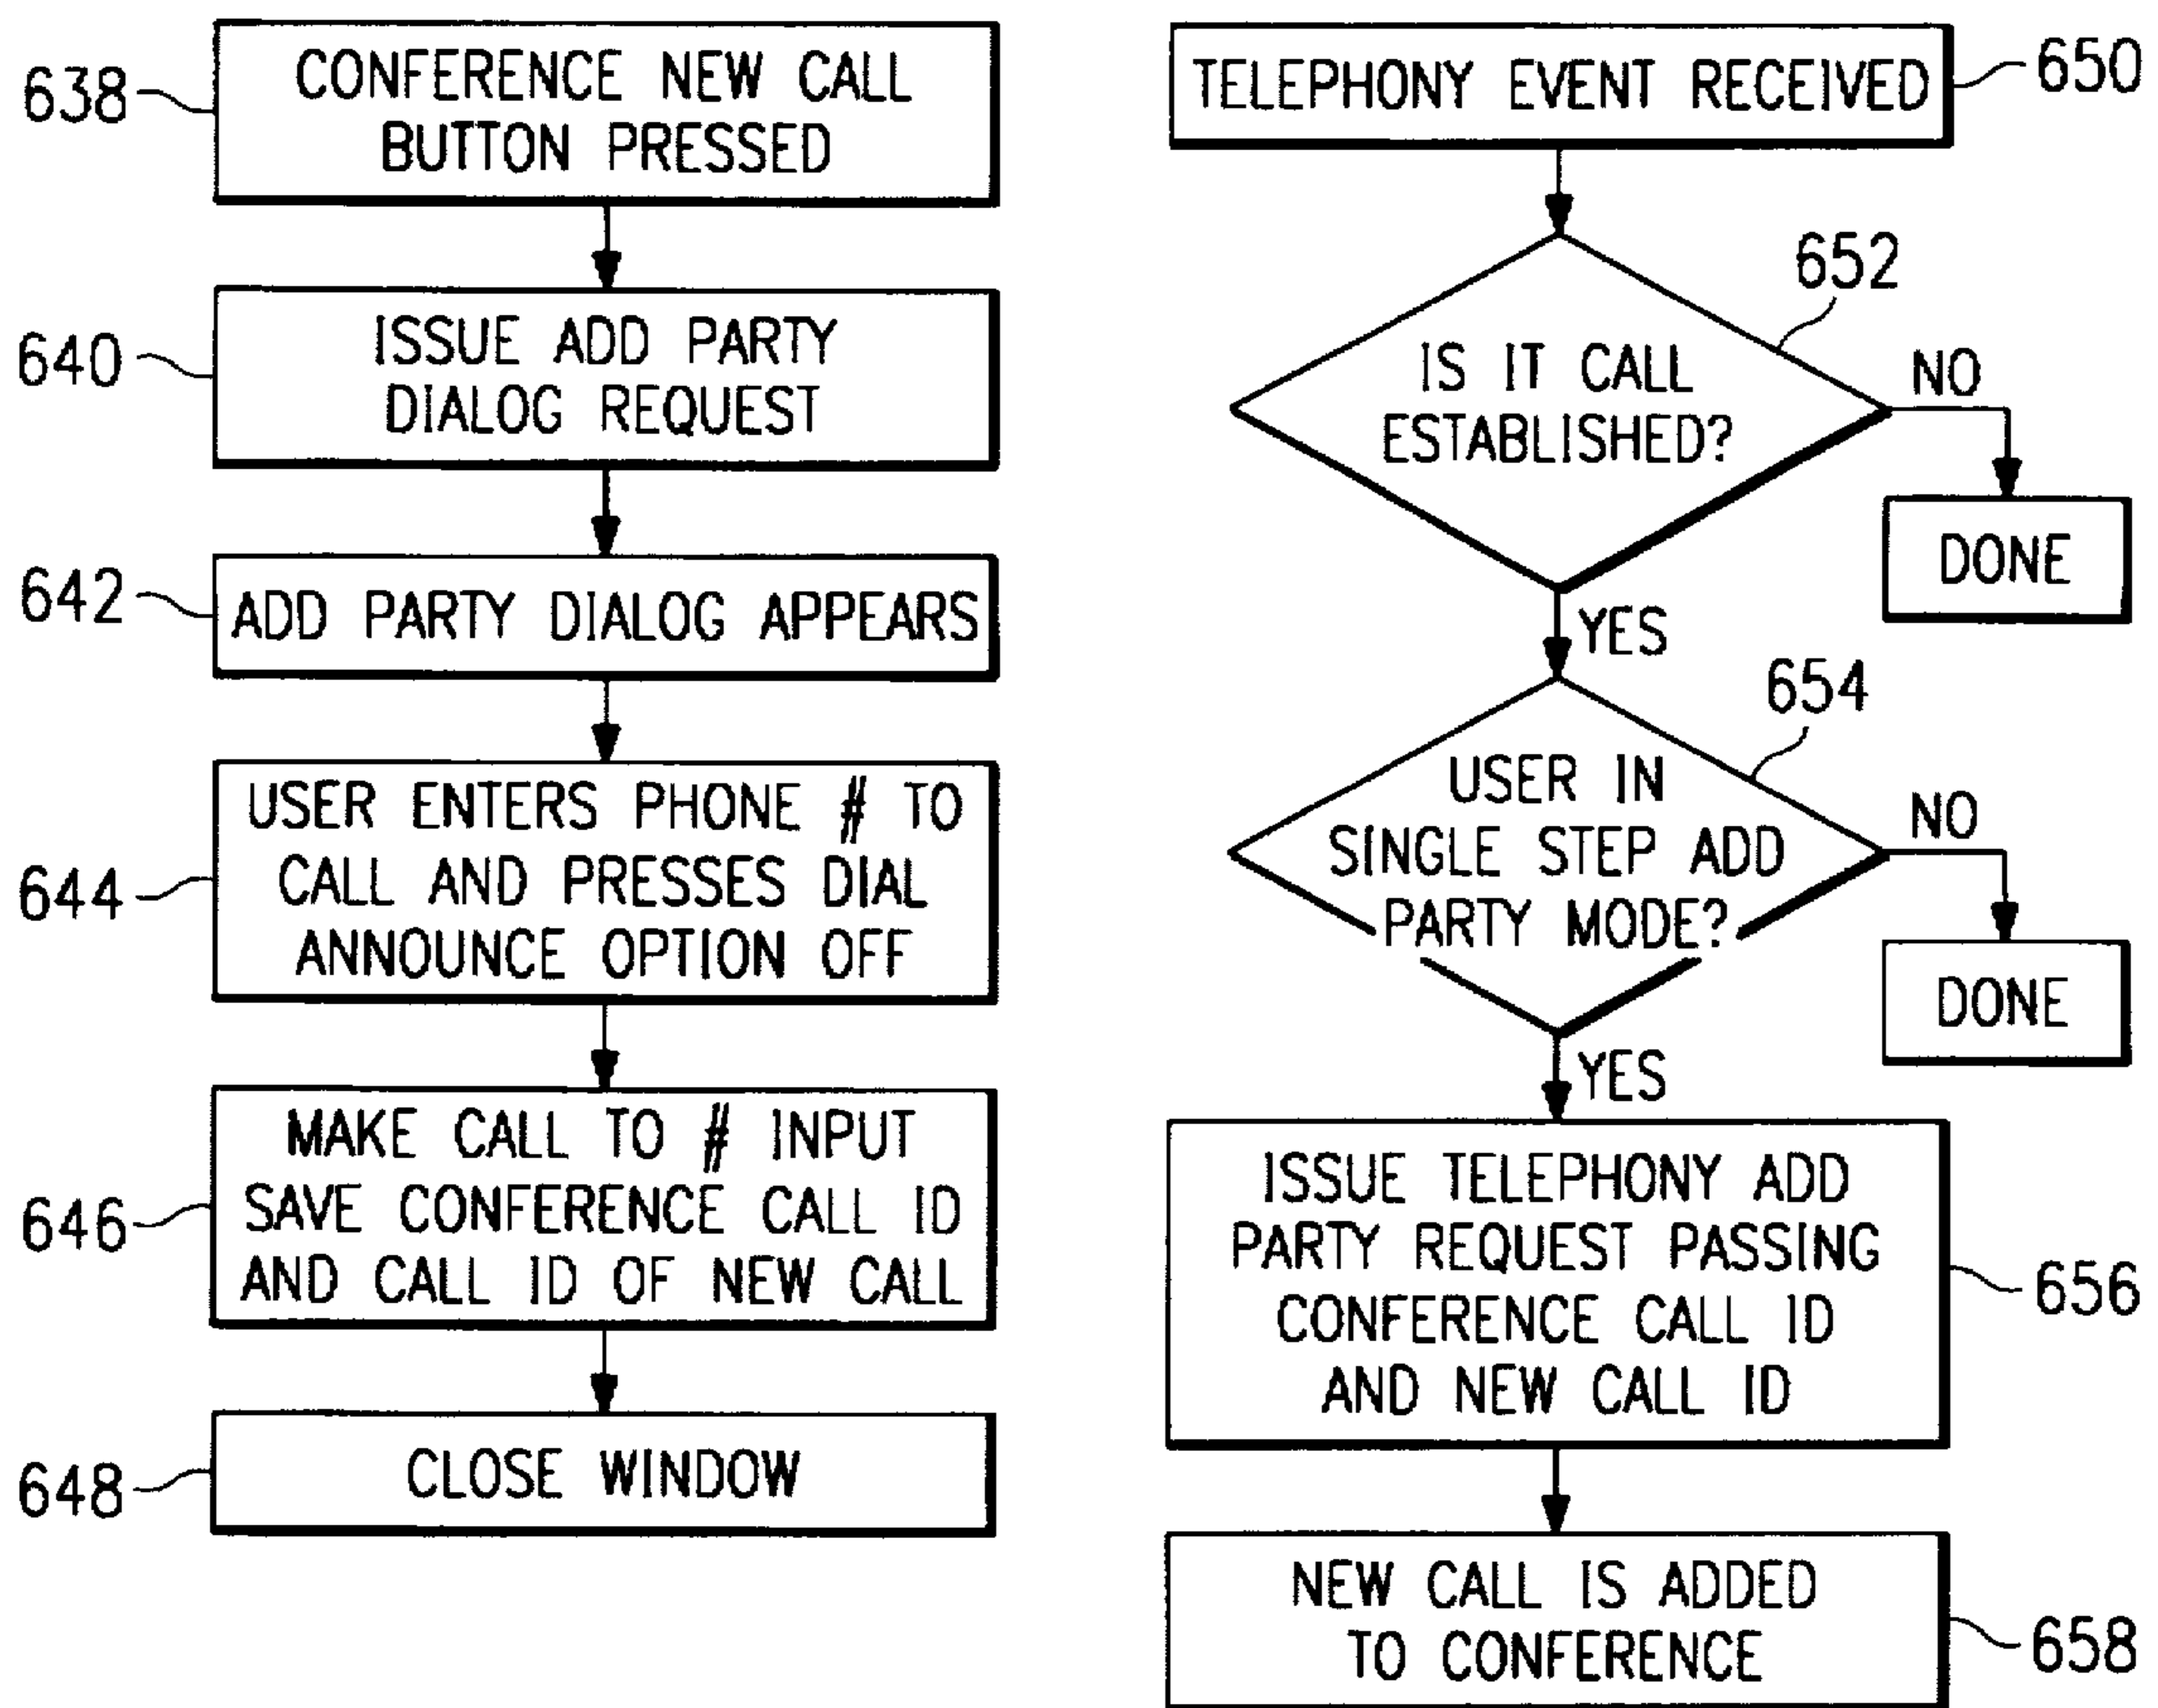 638
CONFERENCE NEW CALL
BUTTON PRESSED
640
ISSUE ADD PARTY
DIALOG REQUEST
642
ADD PARTY DIALOG APPEARS
644
USER ENTERS PHONE # TO
CALL AND PRESSES DIAL
ANNOUNCE OPTION OFF
646
MAKE CALL TO # INPUT
SAVE CONFERENCE CALL ID
AND CALL ID OF NEW CALL
648
CLOSE WINDOW
TELEPHONY EVENT RECEIVED
650
652
IS IT CALL
ESTABLISHED?
NO
DONE
YES
654
USER IN
SINGLE STEP ADD
PARTY MODE?
NO
DONE
YES
ISSUE TELEPHONY ADD
PARTY REQUEST PASSING
CONFERENCE CALL ID
AND NEW CALL ID
656
NEW CALL IS ADDED
TO CONFERENCE
658